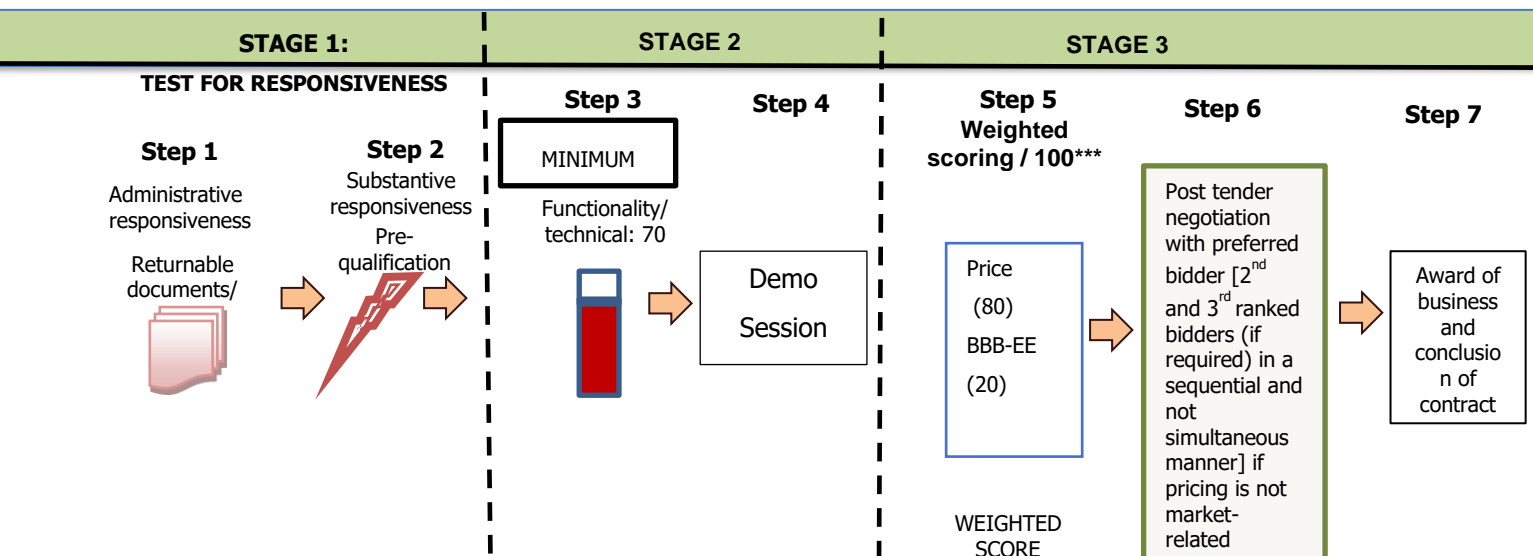 STAGE 1:
STAGE 2
STAGE 3
TEST FOR RESPONSIVENESS
Step 1
Administrative
responsiveness
Returnable
documents/
Step 2
Substantive
responsiveness
Pre-
qualification
Step 3
MINIMUM
Functionality/
technical: 70
Step 4
Demo
Session
Step 5
Weighted
scoring / 100***
Price
(80)
BBB-EE
(20)
WEIGHTED
SCORE
Step 6
Post tender
negotiation
with preferred
bidder [2nd
and 3rd ranked
bidders (if
required) in a
sequential and
not
simultaneous
manner] if
pricing is not
market-
related
Step 7
Award of
business
and
conclusio
n of
contract